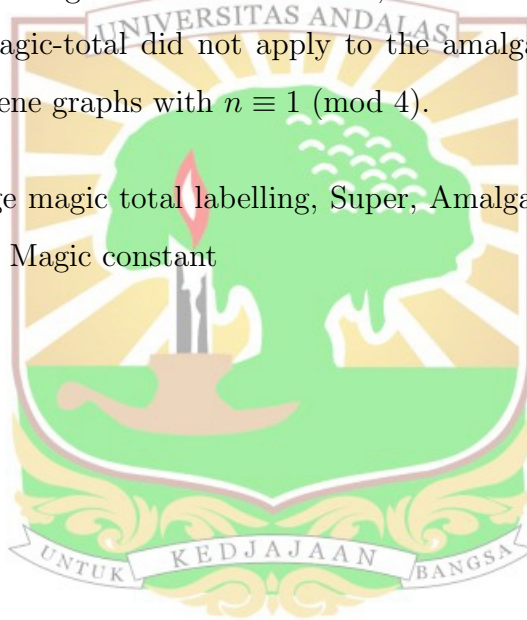 UNIVERSITAS ANDALAS
agic-total did not apply to the amalga
ene graphs with n ≡ 1 (mod 4).
ge magic total labelling, Super, Amalga
Magic constant
UNTUK KEDJAJAAN BANGSA